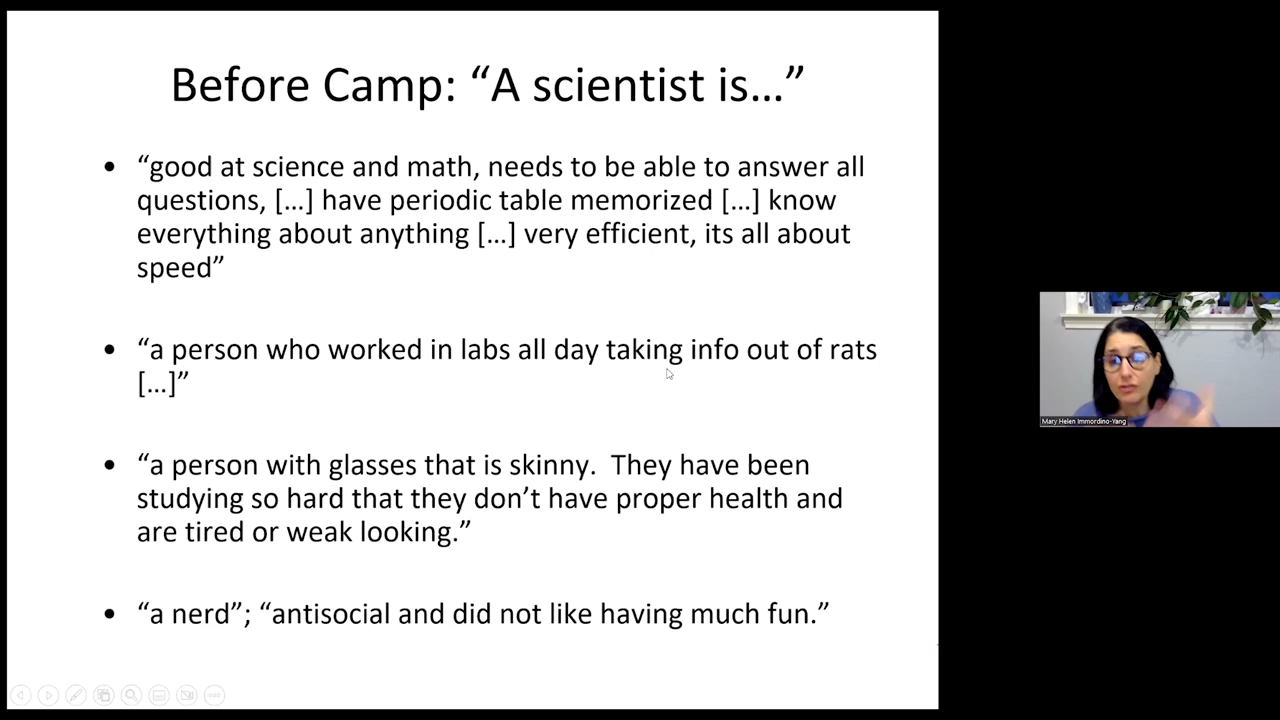 Before Camp: “A scientist is…”
• “good at science and math, needs to be able to answer all
questions, […] have periodic table memorized […] know
everything about anything […] very efficient, its all about
speed”
• “a person who worked in labs all day taking info out of rats
[…]”
• “a person with glasses that is skinny.  They have been
studying so hard that they don’t have proper health and
are tired or weak looking.”
• “a nerd”; “antisocial and did not like having much fun.”
Mary Helen Immordino-Yang